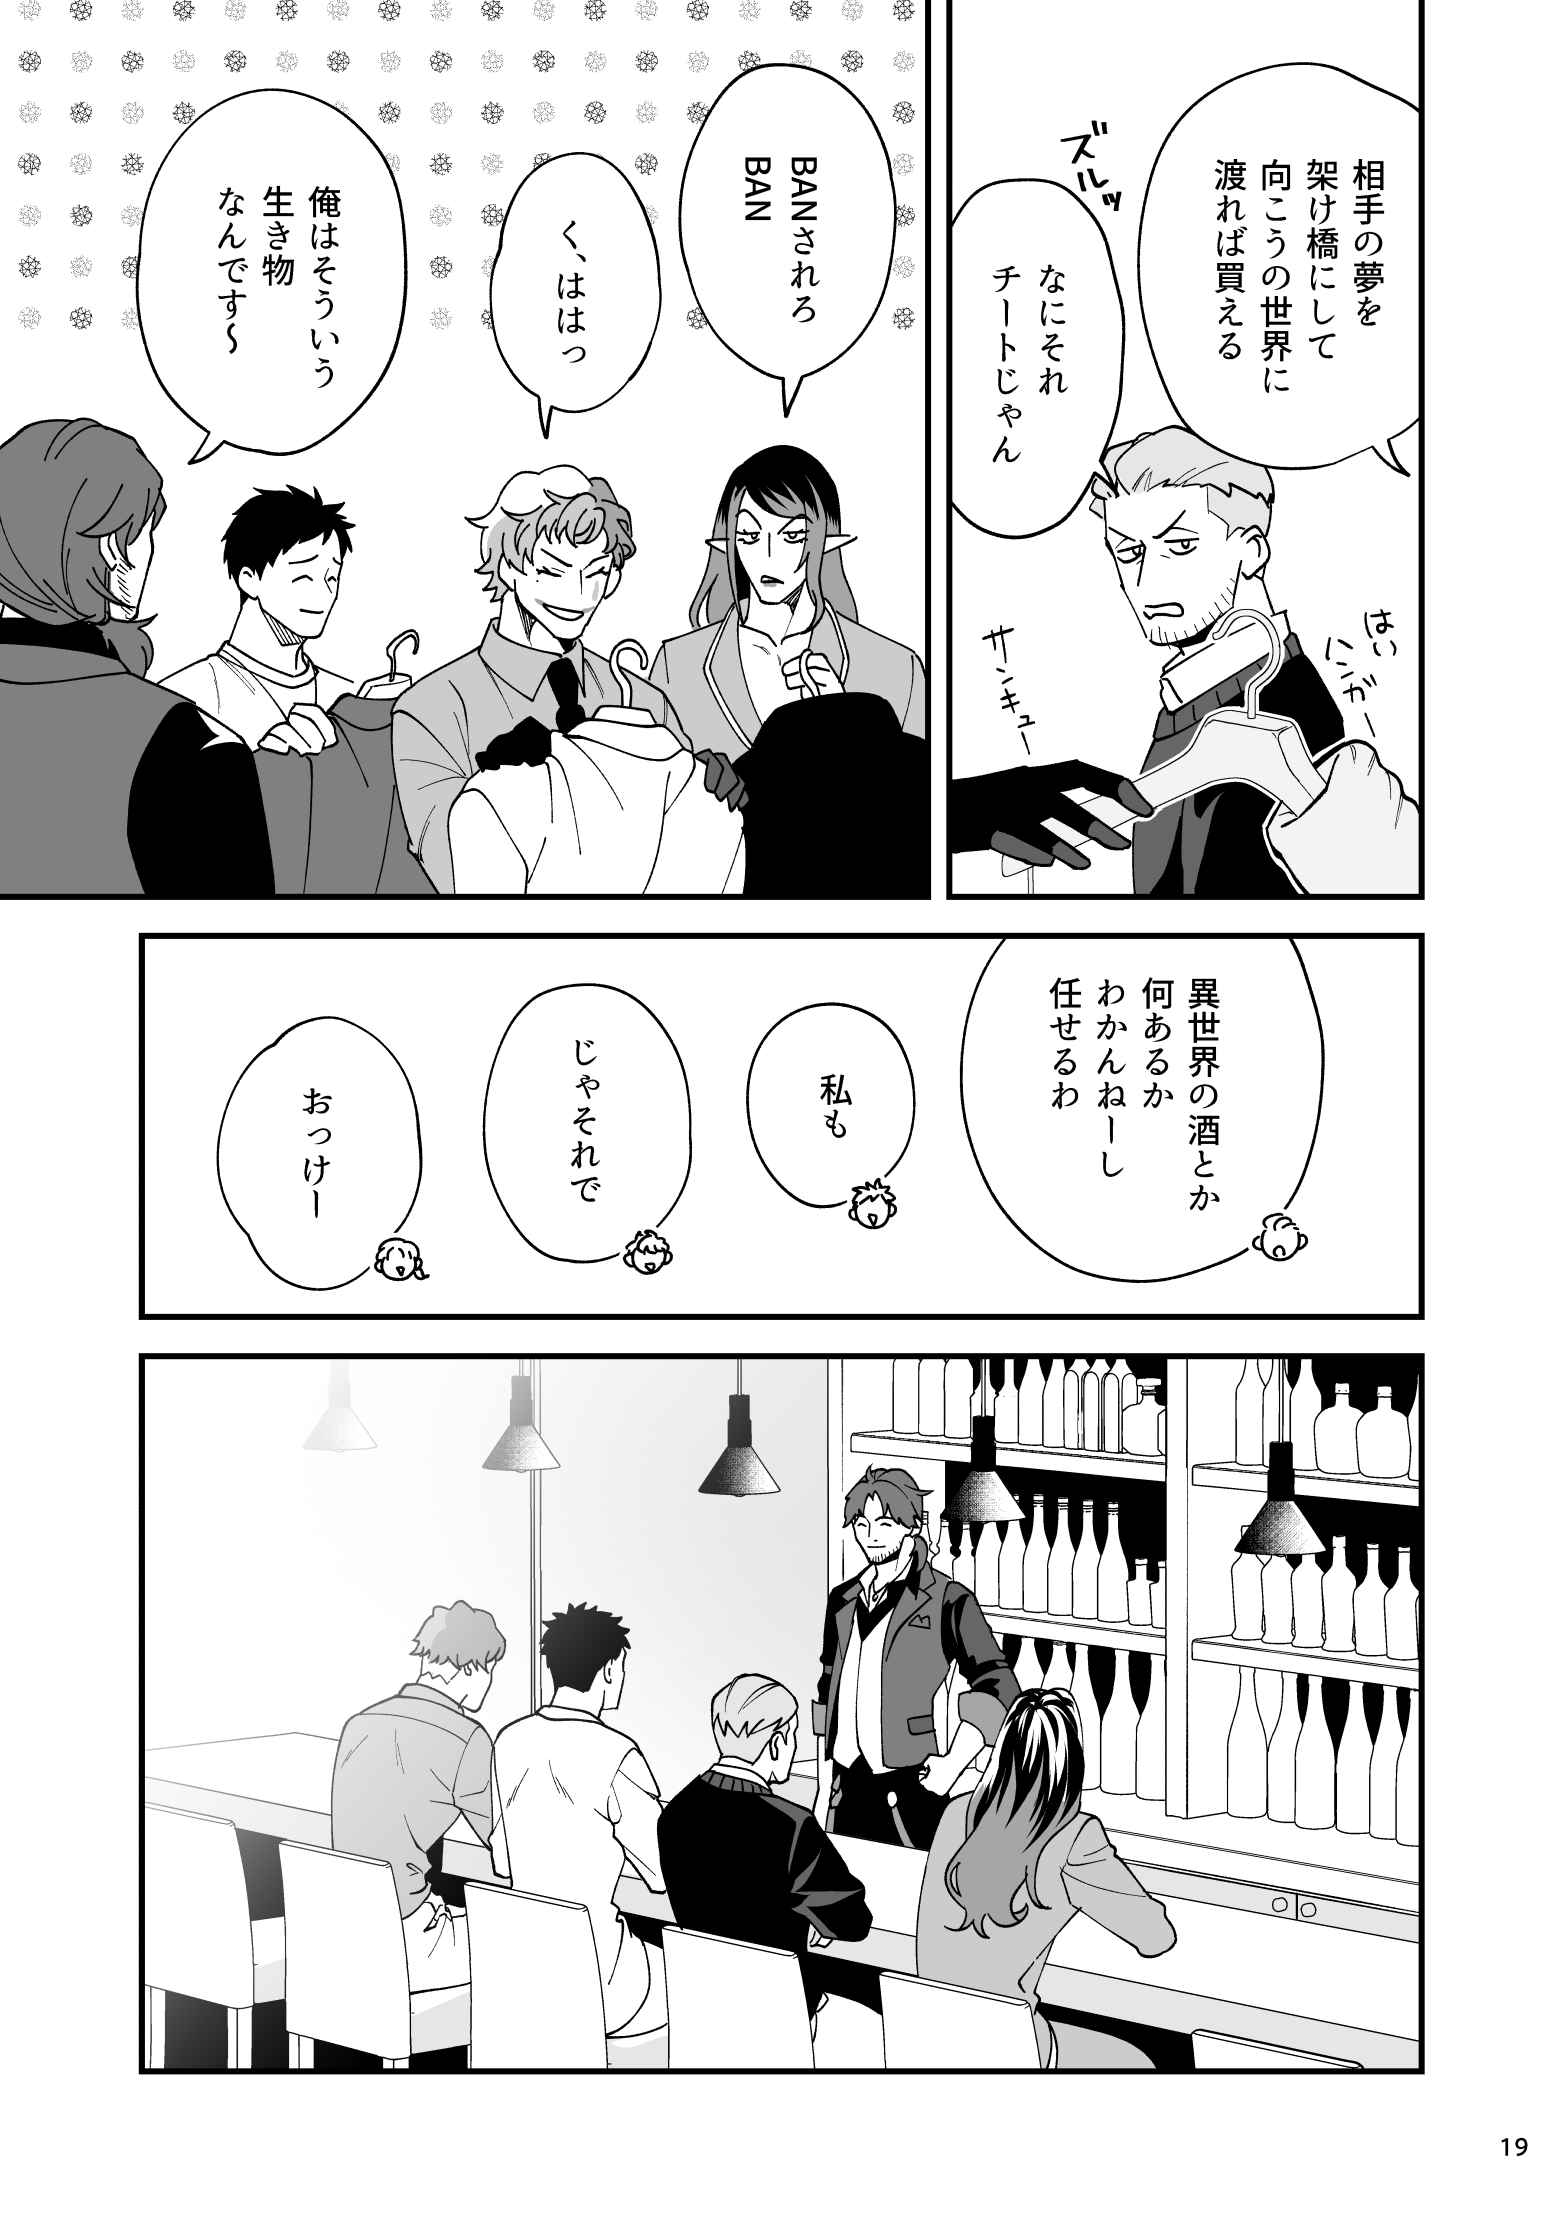 相手の夢を
架け橋にして
向こうの世界に
渡れば買える
ズルッ
なにそれ
チートじゃん
はい
ハンガー
サンキュー
BANされろ
BAN
く、ははっ
俺はそういう
生き物
なんです～
異世界の酒とか
何あるか
わかんねーし
任せるわ
私も
じゃそれで
おっけー
19